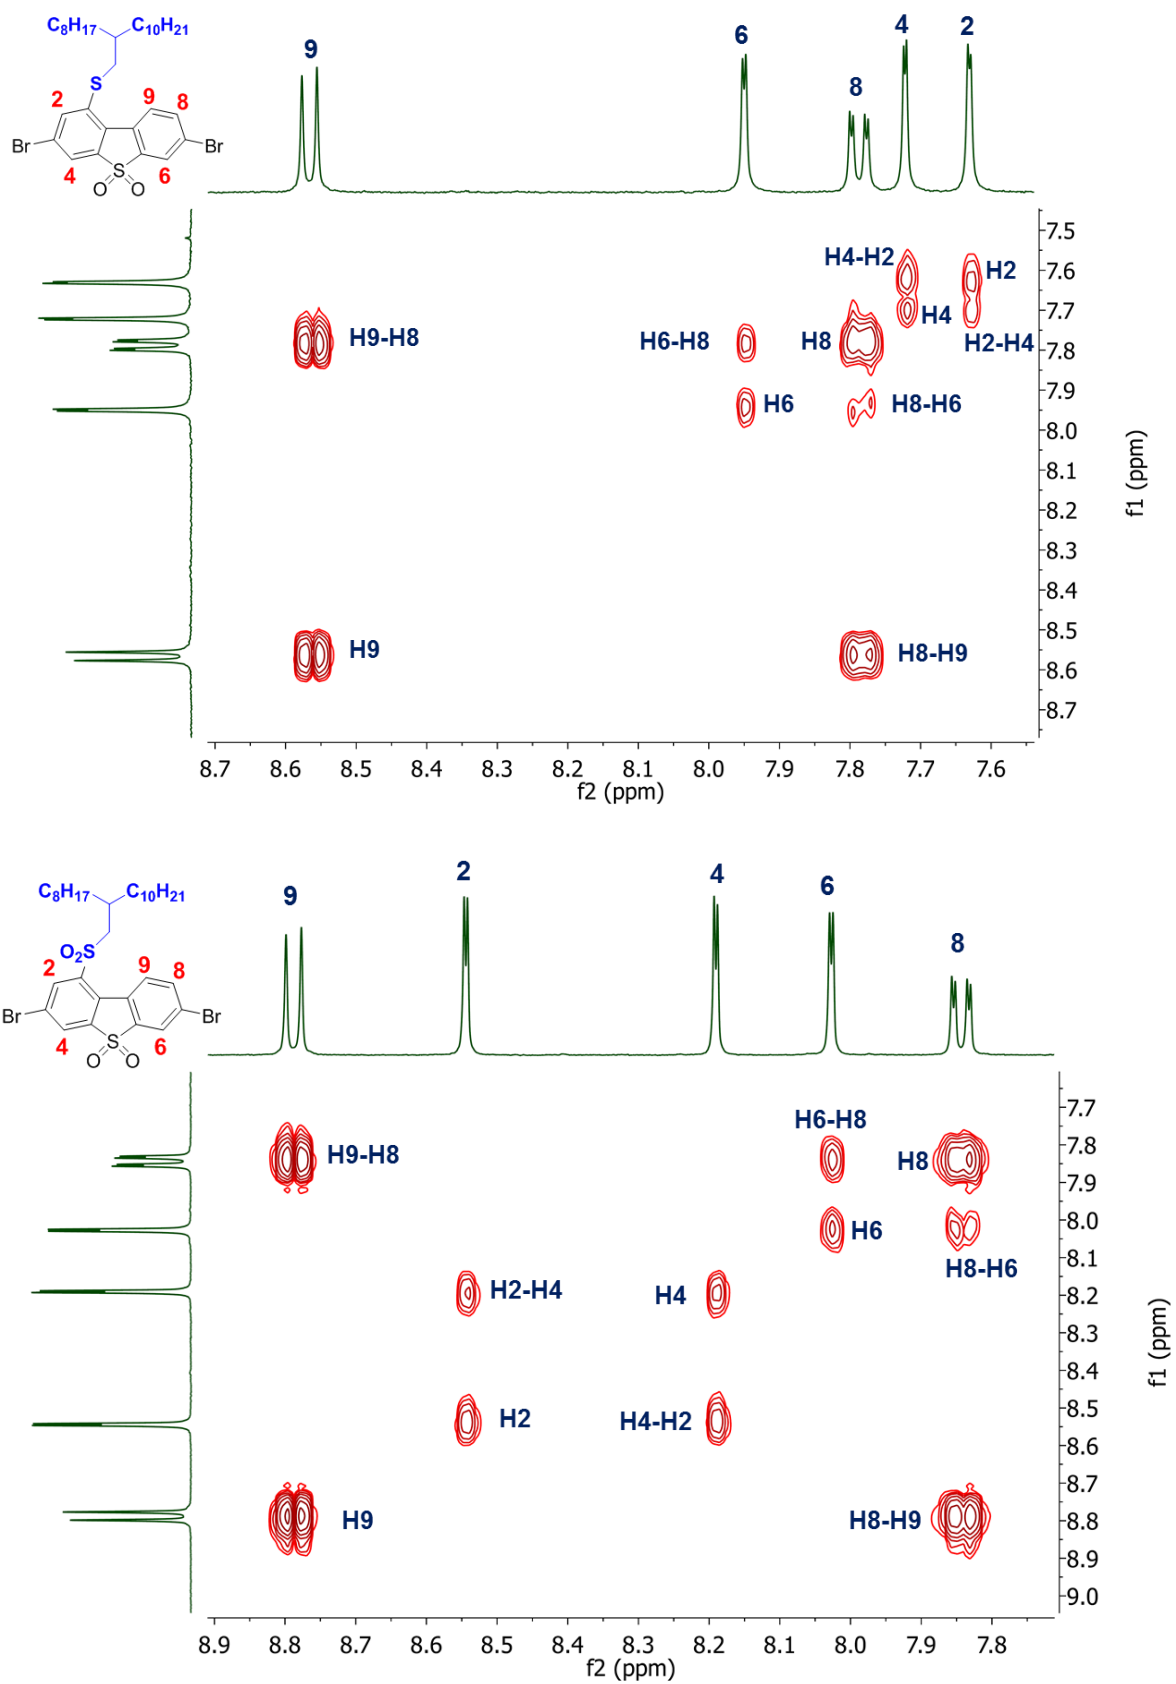 C8H17 C10H21
S
2 9 8
Br Br
4 S 6
O O
9 6 8 4 2
H4-H2 H2
H4
H9-H8 H6-H8 H8 H2-H4
H6 H8-H6
H9 H8-H9
7.5
7.6
7.7
7.8
7.9
8.0
8.1
8.2
8.3
8.4
8.5
8.6
8.7
f1 (ppm)
8.7 8.6 8.5 8.4 8.3 8.2 8.1 8.0 7.9 7.8 7.7 7.6
f2 (ppm)
C8H17 C10H21
O2S
2 9 8
Br Br
4 S 6
O O
9 2 4 6 8
H6-H8
H9-H8 H8
H6
H8-H6
H2-H4 H4
H2 H4-H2
H9 H8-H9
7.7
7.8
7.9
8.0
8.1
8.2
8.3
8.4
8.5
8.6
8.7
8.8
8.9
9.0
f1 (ppm)
8.9 8.8 8.7 8.6 8.5 8.4 8.3 8.2 8.1 8.0 7.9 7.8
f2 (ppm)